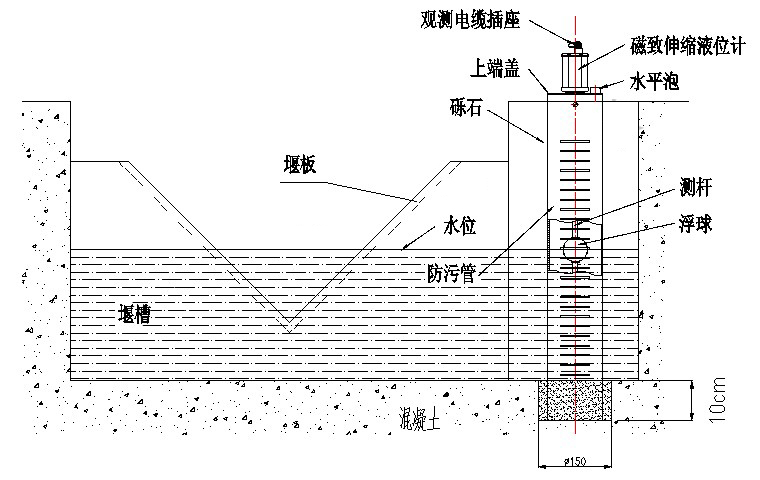 观测电缆插座
磁致伸缩液位计
上端盖
水平泡
砾石
堰板
测杆
水位
浮球
防污管
堰槽
混凝土
10cm
ø150